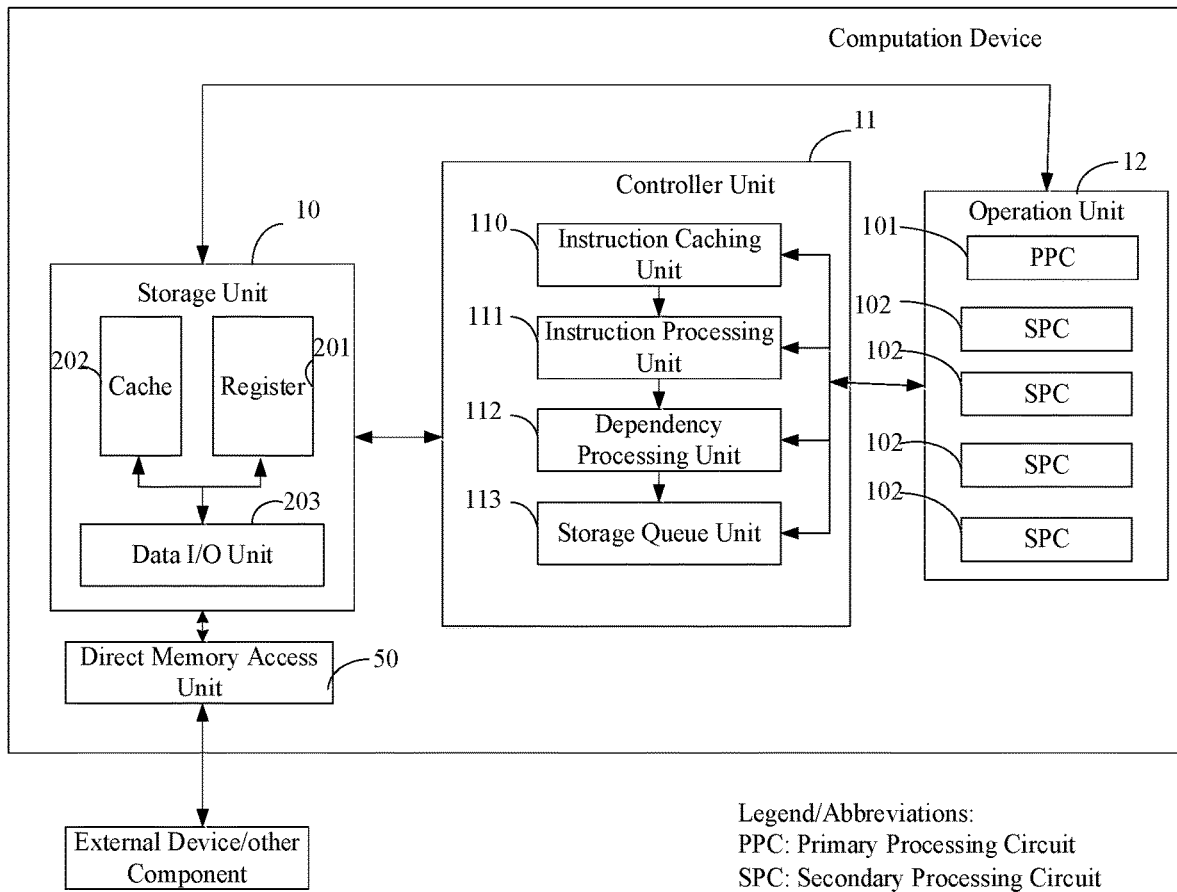 Computation Device
11
Controller Unit
12
Operation Unit
10
Storage Unit
110
Instruction Caching
Unit
101
PPC
202
Cache
Register
201
111
Instruction Processing
Unit
102
SPC
102
SPC
112
Dependency
Processing Unit
102
SPC
203
Data I/O Unit
113
Storage Queue Unit
102
SPC
Direct Memory Access
Unit
50
External Device/other
Component
Legend/Abbreviations:
PPC: Primary Processing Circuit
SPC: Secondary Processing Circuit